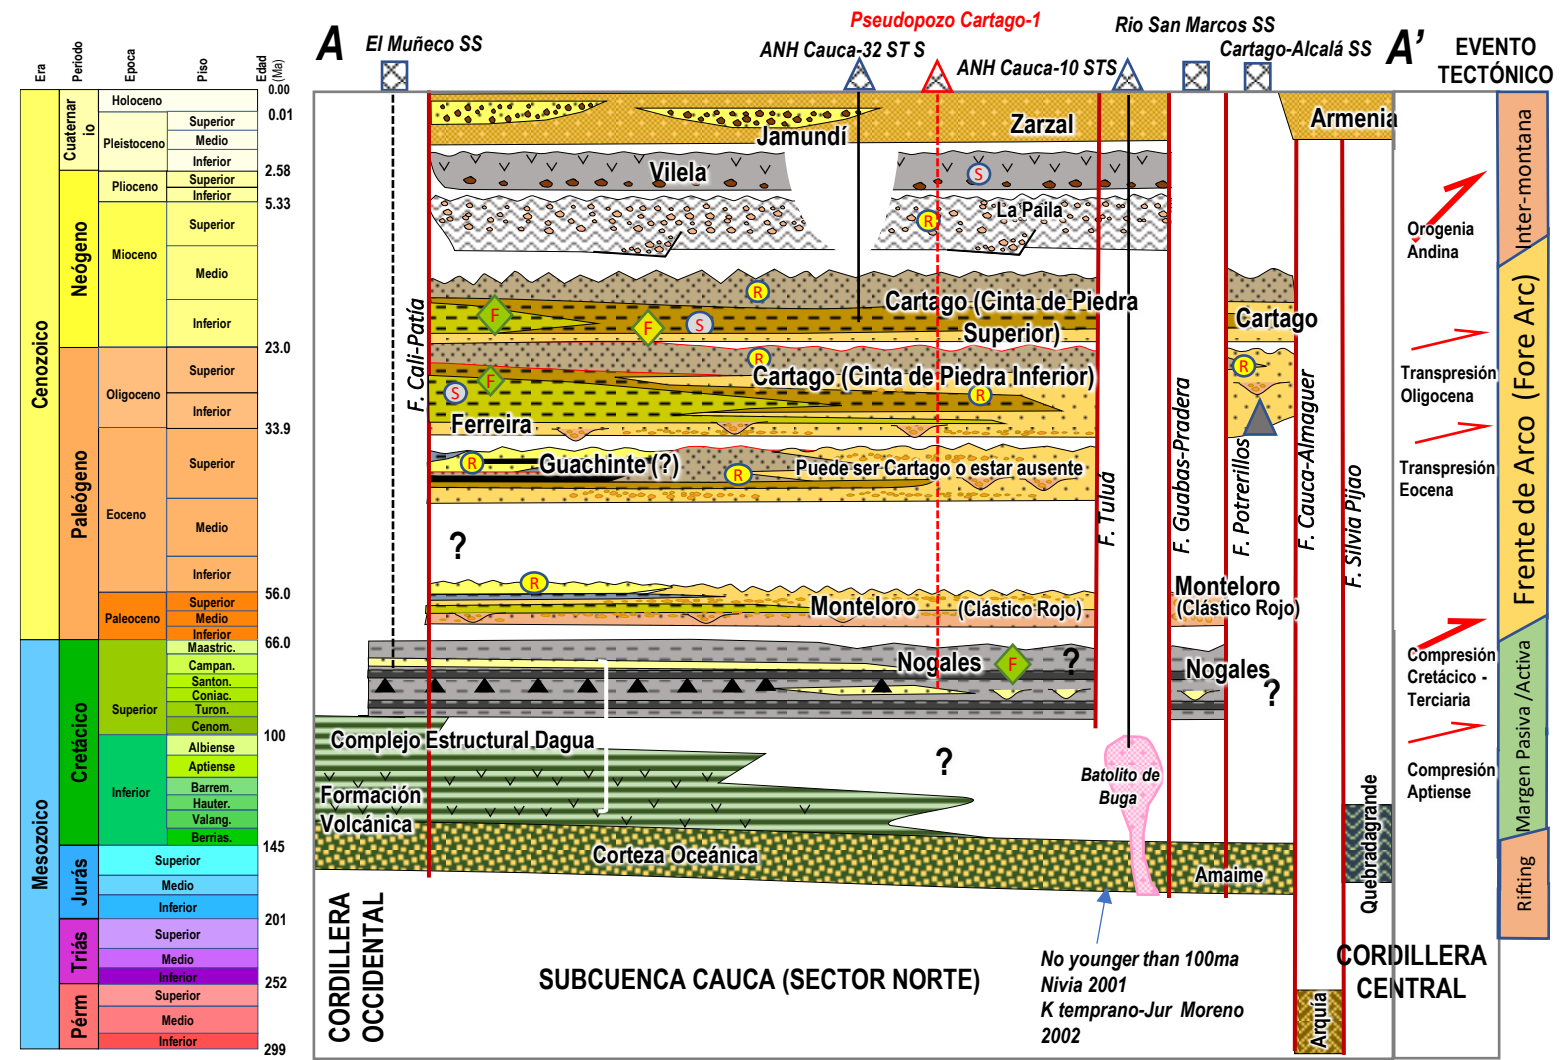 Pseudopozo Cartago-1
Rio San Marcos SS
El Muñeco SS
ANH Cauca-32 ST S
ANH Cauca-10 STS
Cartago-Alcalá SS
A
A'
EVENTO
TECTÓNICO
Era
Periodo
Epoca
Piso
Edad
(Ma)
0.00
Cenozoico
Cuaternar
io
Holoceno
0.01
Pleistoceno
Superior
Medio
Inferior
2.58
Neógeno
Plioceno
Superior
Inferior
5.33
Mioceno
Superior
Medio
Inferior
23.0
Paleógeno
Oligoceno
Superior
Inferior
33.9
Eoceno
Superior
Medio
Inferior
56.0
Paleoceno
Superior
Medio
Inferior
66.0
Mesozoico
Cretácico
Superior
Maastric.
Campan.
Santon.
Coniac.
Turon.
Cenom.
100
Inferior
Albiense
Aptiense
Barrem.
Hauter.
Valang.
Berrias.
145
Jurás
Superior
Medio
Inferior
201
Triás
Superior
Medio
Inferior
252
Pérm
Superior
Medio
Inferior
299
Jamundí
Zarzal
Armenia
Vilela
S
La Paila
R
R
Cartago (Cinta de Piedra
Superior)
F
F
S
Cartago
R
Cartago (Cinta de Piedra Inferior)
R
F
S
R
Ferreira
R
Guachinte (?)
R
Puede ser Cartago o estar ausente
?
R
Monteloro
(Clástico Rojo)
Monteloro
(Clástico Rojo)
Nogales
F
?
Nogales
?
Complejo Estructural Dagua
?
Formación
Volcánica
Batolito de
Buga
Corteza Oceánica
Amaime
Quebradagrande
Arquía
F. Cali-Patía
F. Tuluá
F. Guabas-Pradera
F. Potrerillos
F. Cauca-Almaguer
F. Silvia Pijao
CORDILLERA
OCCIDENTAL
SUBCUENCA CAUCA (SECTOR NORTE)
No younger than 100ma
Nivia 2001
K temprano-Jur Moreno
2002
CORDILLERA
CENTRAL
Orogenia
Andina
Transpresión
Oligocena
Transpresión
Eocena
Compresión
Cretácico -
Terciaria
Compresión
Aptiense
Inter-montana
Frente de Arco (Fore Arc)
Margen Pasiva /Activa
Rifting